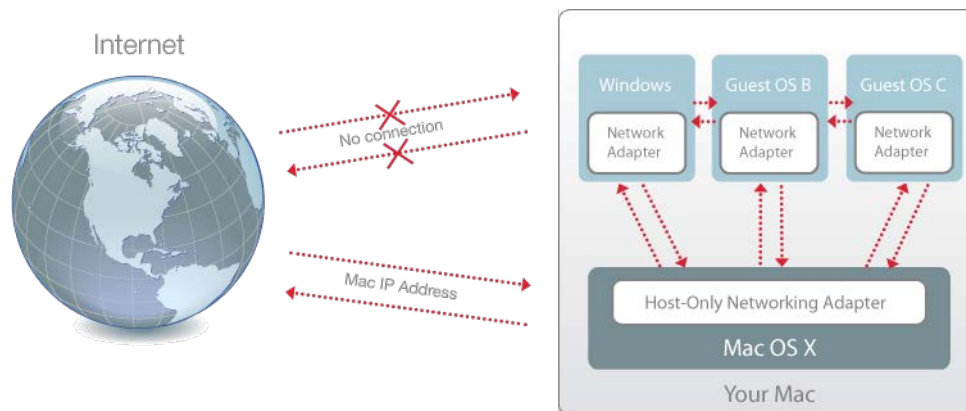 Internet
No connection
Mac IP Address
Windows
Guest OS B
Guest OS C
Network
Adapter
Network
Adapter
Network
Adapter
Host-Only Networking Adapter
Mac OS X
Your Mac